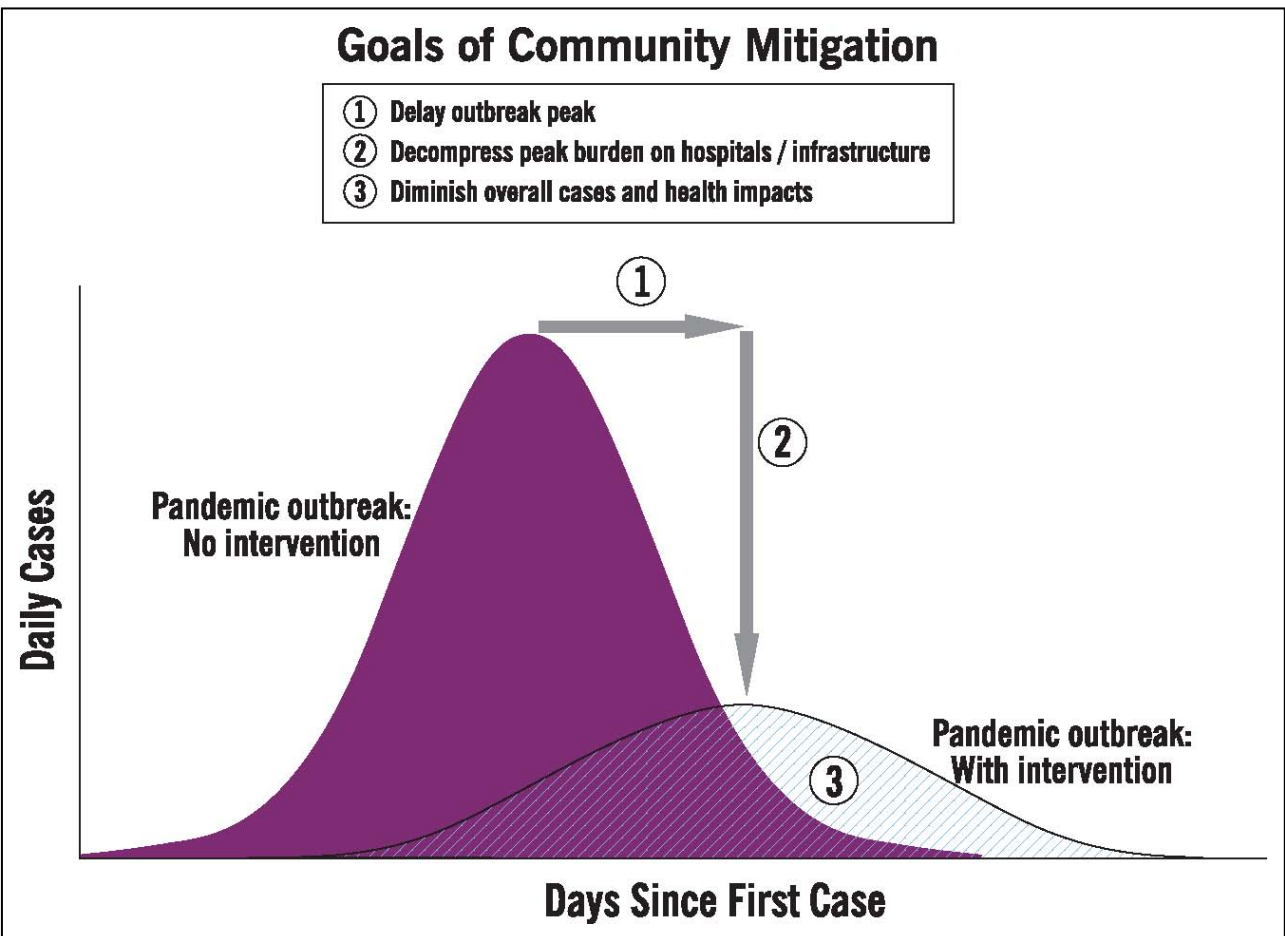 Goals of Community Mitigation
① Delay outbreak peak
② Decompress peak burden on hospitals / infrastructure
③ Diminish overall cases and health impacts
①
②
Pandemic outbreak:
No intervention
Daily Cases
Pandemic outbreak:
With intervention
③
Days Since First Case